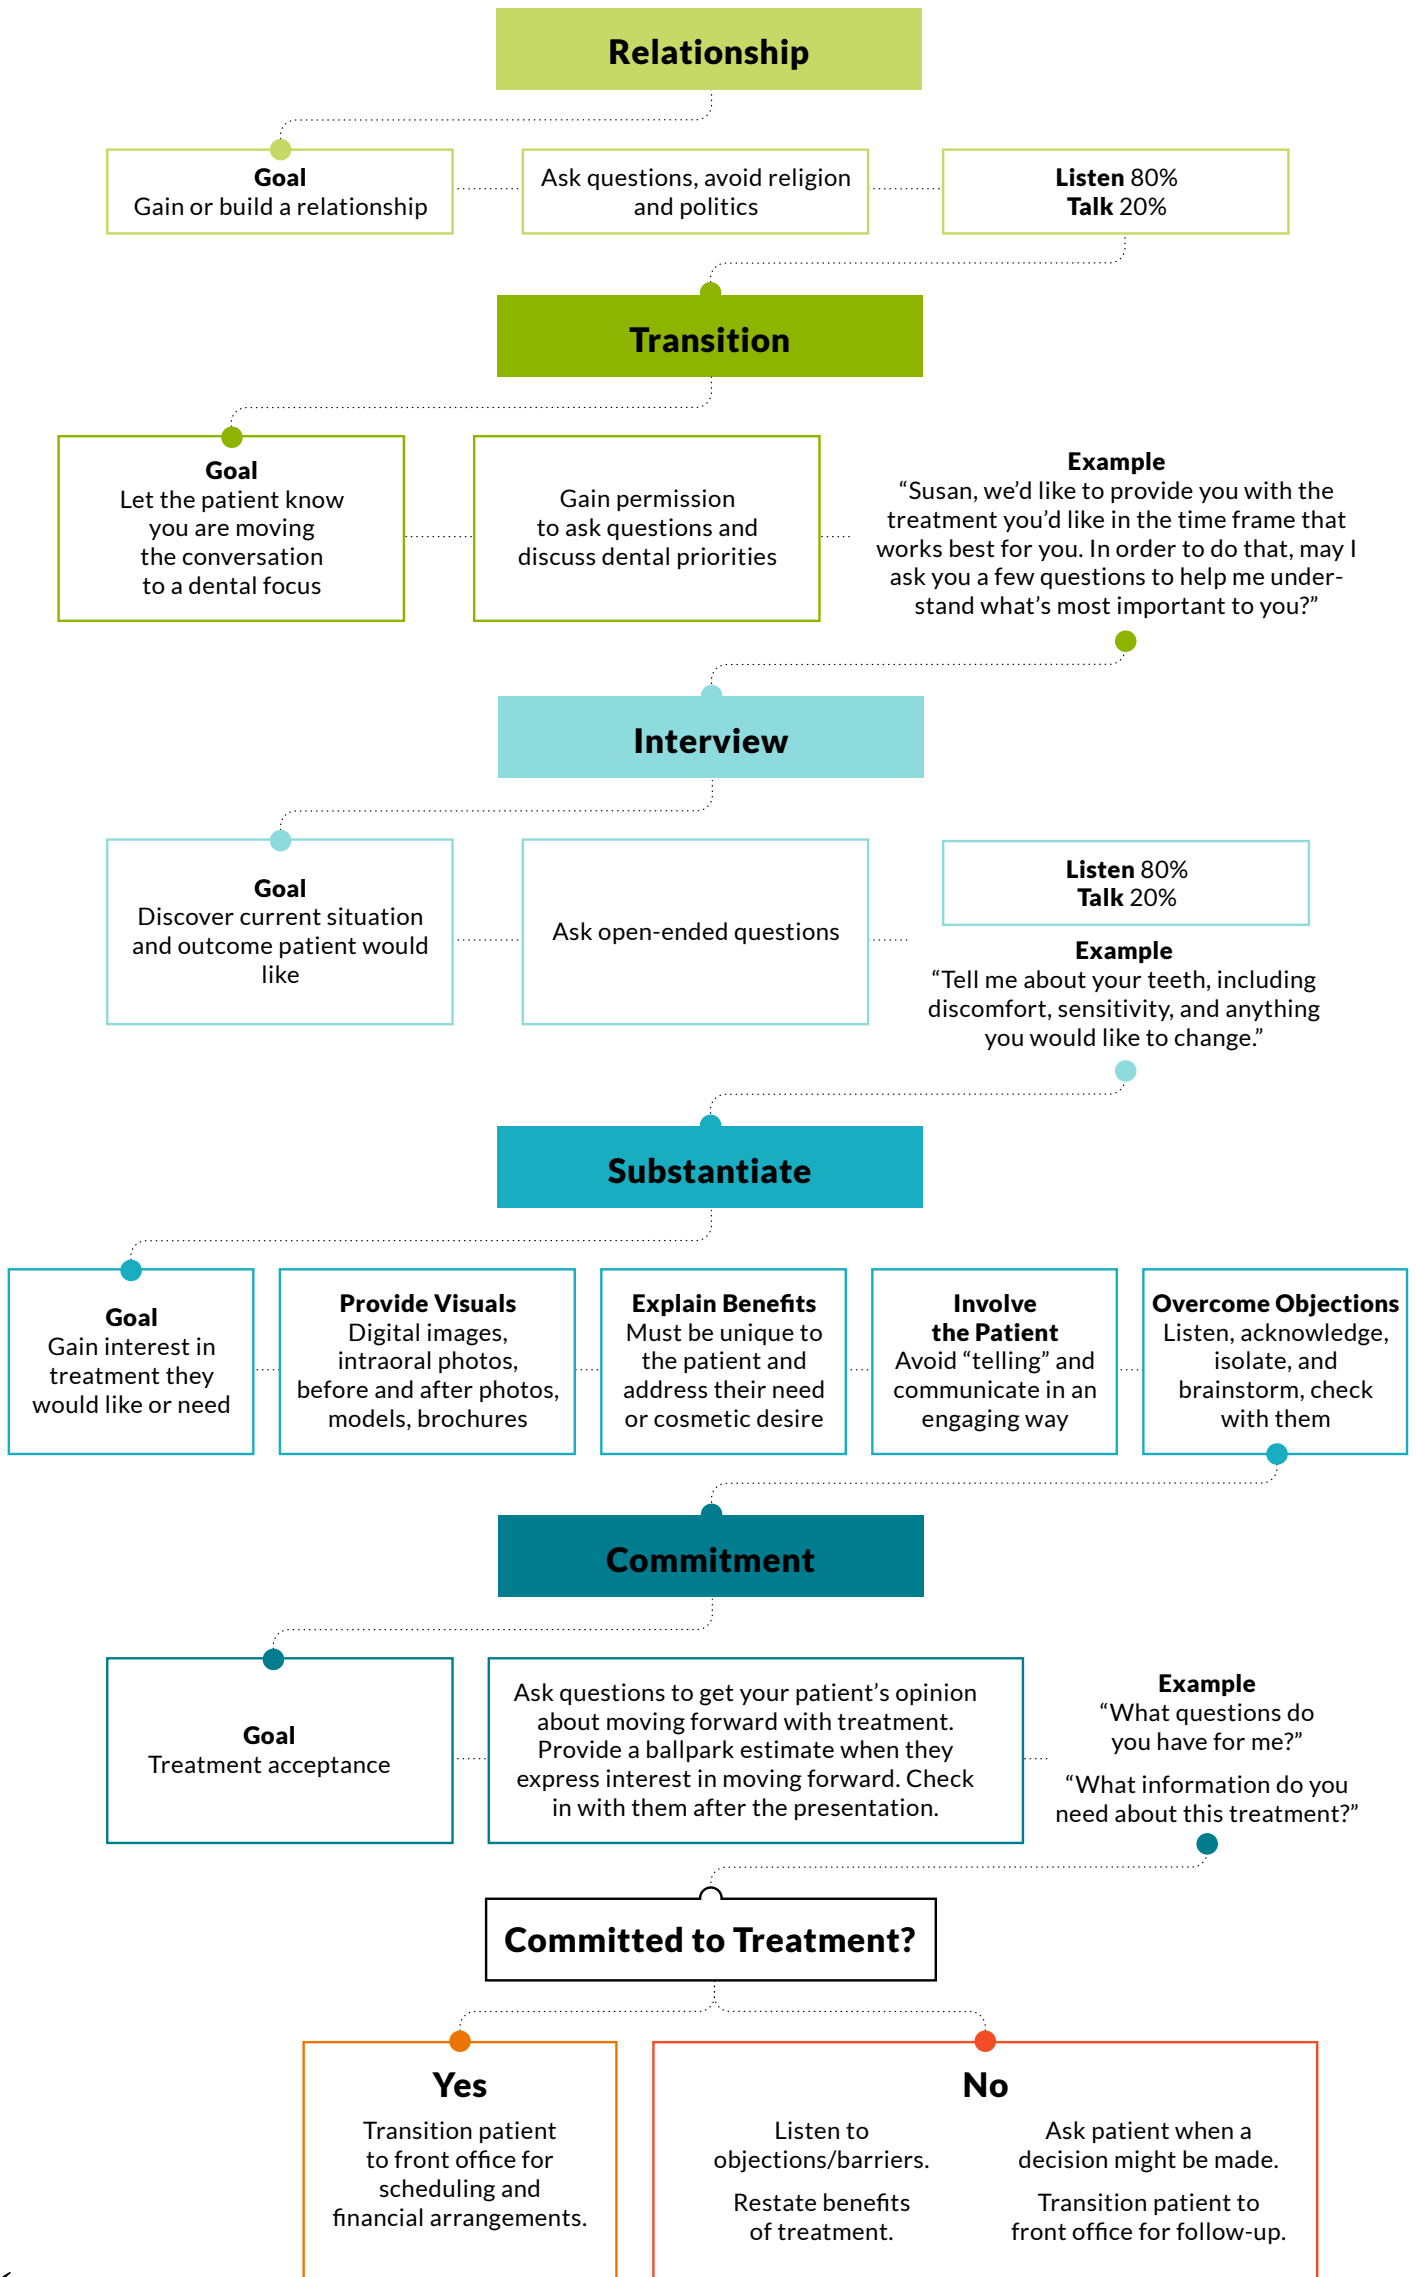 Relationship
Goal
Gain or build a relationship
Ask questions, avoid religion
and politics
Listen 80%
Talk 20%
Transition
Goal
Let the patient know
you are moving
the conversation
to a dental focus
Gain permission
to ask questions and
discuss dental priorities
Example
“Susan, we’d like to provide you with the
treatment you’d like in the time frame that
works best for you. In order to do that, may I
ask you a few questions to help me under-
stand what’s most important to you?”
Interview
Goal
Discover current situation
and outcome patient would
like
Ask open-ended questions
Listen 80%
Talk 20%
Example
“Tell me about your teeth, including
discomfort, sensitivity, and anything
you would like to change.”
Substantiate
Goal
Gain interest in
treatment they
would like or need
Provide Visuals
Digital images,
intraoral photos,
before and after photos,
models, brochures
Explain Benefits
Must be unique to
the patient and
address their need
or cosmetic desire
Involve
the Patient
Avoid “telling” and
communicate in an
engaging way
Overcome Objections
Listen, acknowledge,
isolate, and
brainstorm, check
with them
Commitment
Goal
Treatment acceptance
Ask questions to get your patient’s opinion
about moving forward with treatment.
Provide a ballpark estimate when they
express interest in moving forward. Check
in with them after the presentation.
Example
“What questions do
you have for me?”
“What information do you
need about this treatment?”
Committed to Treatment?
Yes
Transition patient
to front office for
scheduling and
financial arrangements.
No
Listen to
objections/barriers.
Restate benefits
of treatment.
Ask patient when a
decision might be made.
Transition patient to
front office for follow-up.